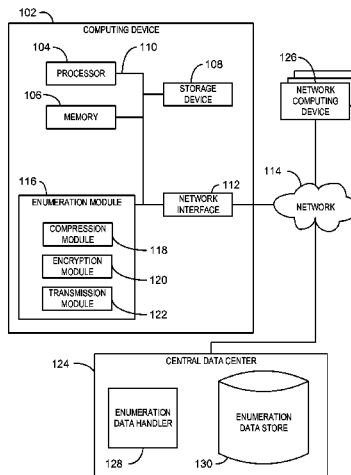 102
COMPUTING DEVICE
104
110
PROCESSOR
108
STORAGE
DEVICE
106
MEMORY
126
NETWORK
COMPUTING
DEVICE
116
ENUMERATION MODULE
112
NETWORK
INTERFACE
114
NETWORK
COMPRESSION
MODULE
118
ENCRYPTION
MODULE
120
TRANSMISSION
MODULE
122
124
CENTRAL DATA CENTER
ENUMERATION
DATA HANDLER
128
ENUMERATION
DATA STORE
130